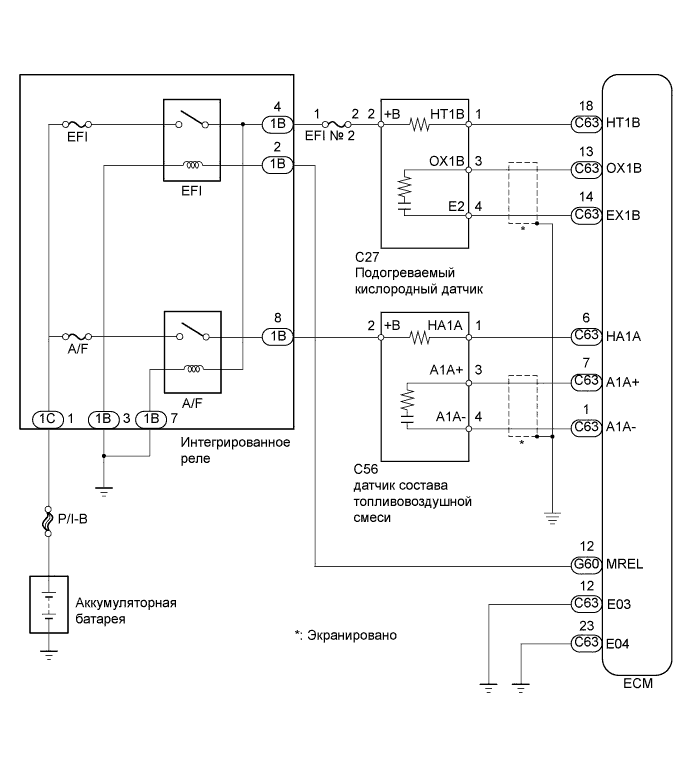 4
1 2 2 +B HT1B 1
18
1B
C63 HT1B
EFI
EFI № 2
2
1B
13
OX1B 3
C63 OX1B
EFI
14
E2 4
C63 EX1B
*
C27
Подогреваемый
кислородный датчик
8
1B
2 +B HA1A 1
6
C63 HA1A
A/F
7
A1A+ 3
C63 A1A+
A/F
1
A1A- 4
C63 A1A-
*
1C 1 1B 3 1B 7
Интегрированное
реле
C56
датчик состава
топливовоздушной
смеси
P/I-B
12
G60 MREL
12
C63 E03
Аккумуляторная
батарея
*: Экранировано
23
C63 E04
ECM